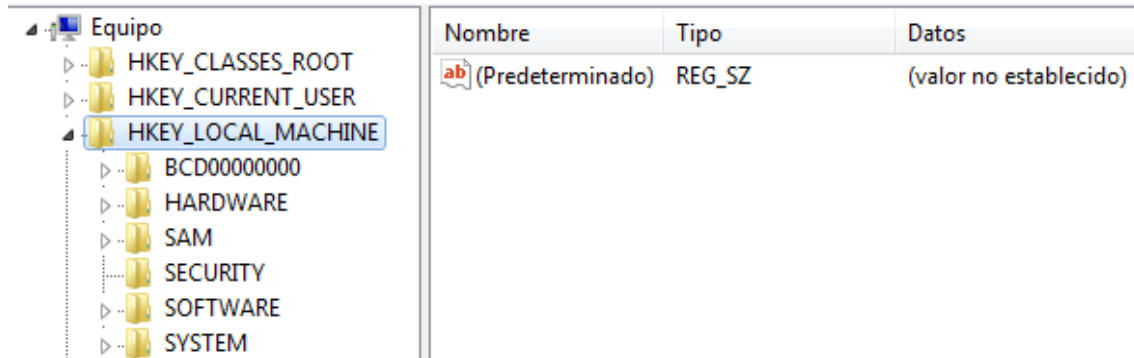 Equipo
HKEY_CLASSES_ROOT
HKEY_CURRENT_USER
HKEY_LOCAL_MACHINE
BCD00000000
HARDWARE
SAM
SECURITY
SOFTWARE
SYSTEM
Nombre Tipo Datos
ab (Predeterminado) REG_SZ (valor no establecido)